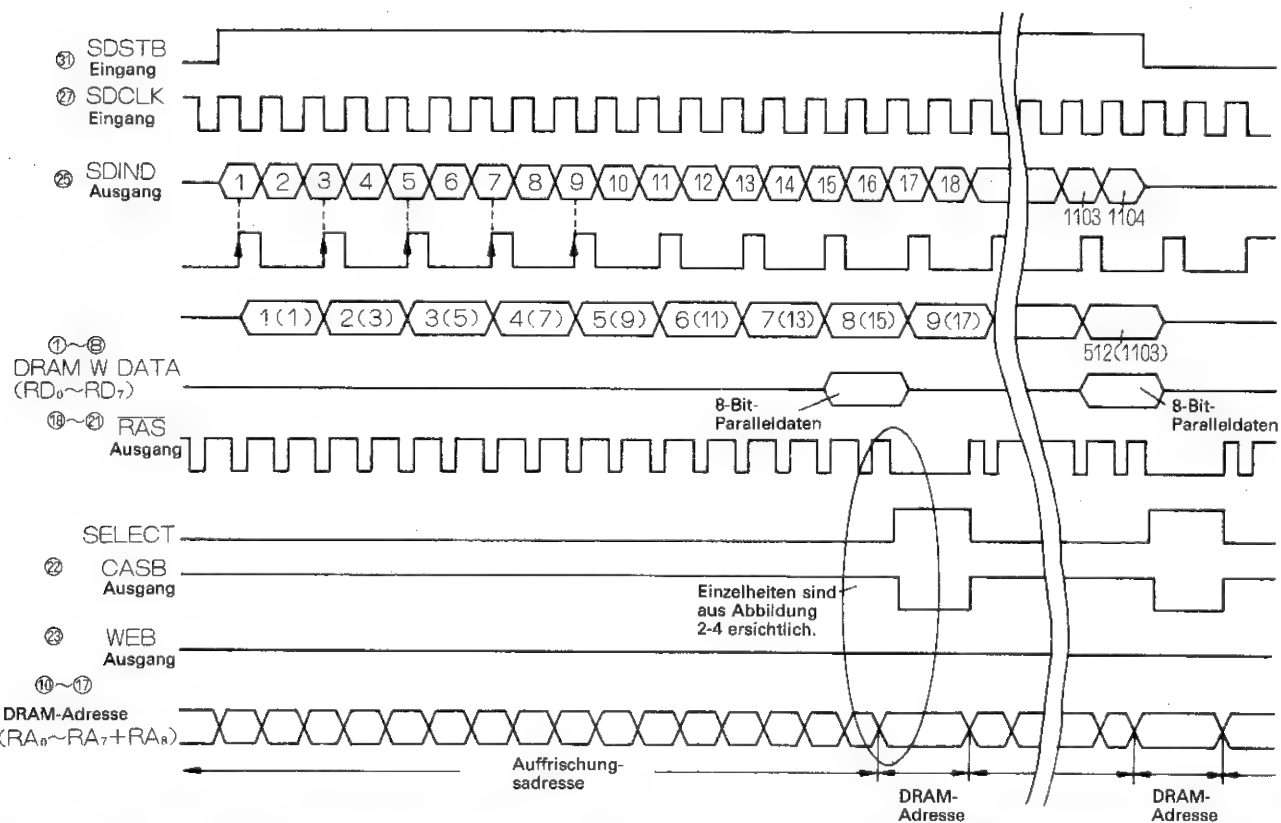 ㉛ SDSTB
Eingang
㉗ SDCLK
Eingang
㉕ SDIND
Ausgang
1 2 3 4 5 6 7 8 9 10 11 12 13 14 15 16 17 18
1103 1104
1(1) 2(3) 3(5) 4(7) 5(9) 6(11) 7(13) 8(15) 9(17)
512(1103)
①~⑧
DRAM W DATA
(RD₀~RD₇)
8-Bit-
Paralleldaten
8-Bit-
Paralleldaten
⑱~㉑ R̅A̅S̅
Ausgang
SELECT
㉒ CASB
Ausgang
Einzelheiten sind
aus Abbildung
2-4 ersichtlich.
㉓ WEB
Ausgang
⑩~⑰
DRAM-Adresse
(RA₀~RA₇+RA₈)
Auffrischung-
sadresse
DRAM-
Adresse
DRAM-
Adresse